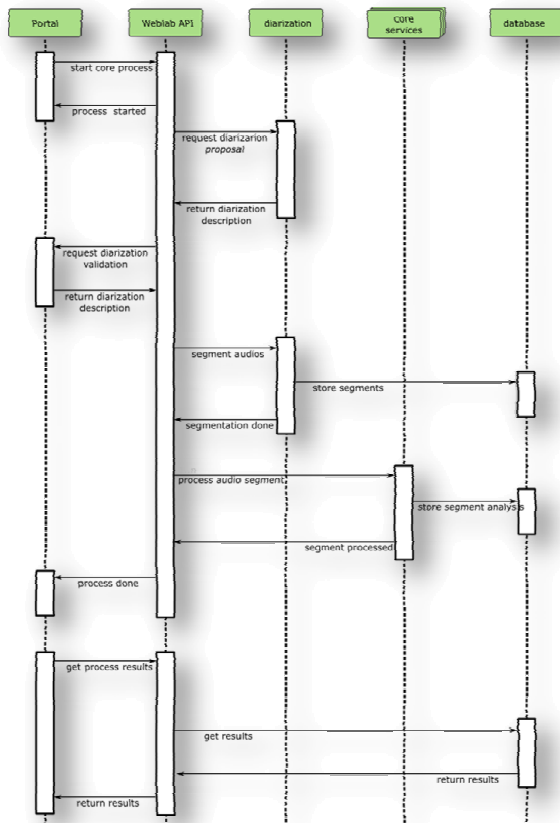 Portal
Weblab API
diarization
core
services
database
start core process
process started
request diarizarion
proposal
return diarization
description
request diarization
validation
return diarization
description
segment audios
store segments
segmentation done
process audio segment
store segment analysis
segment processed
process done
get process results
get results
return results
return results